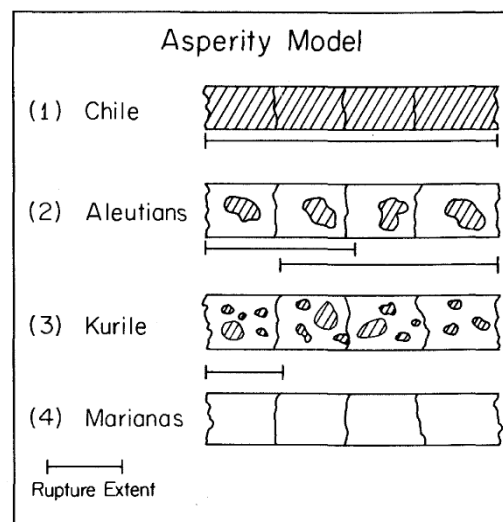 Asperity Model
(1) Chile
(2) Aleutians
(3) Kurile
(4) Marianas
Rupture Extent